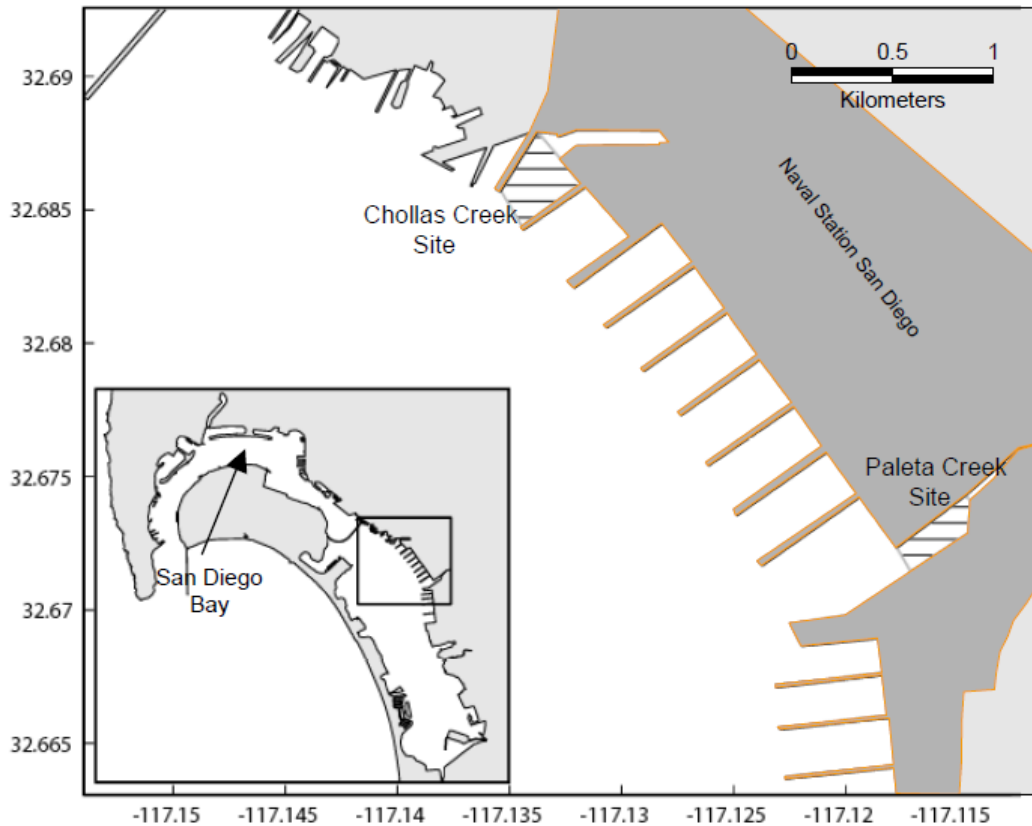 0 0.5 1
Kilometers
32.69
32.685
32.68
32.675
32.67
32.665
Chollas Creek
Site
Naval Station San Diego
Paleta Creek
Site
San Diego
Bay
-117.15 -117.145 -117.14 -117.135 -117.13 -117.125 -117.12 -117.115